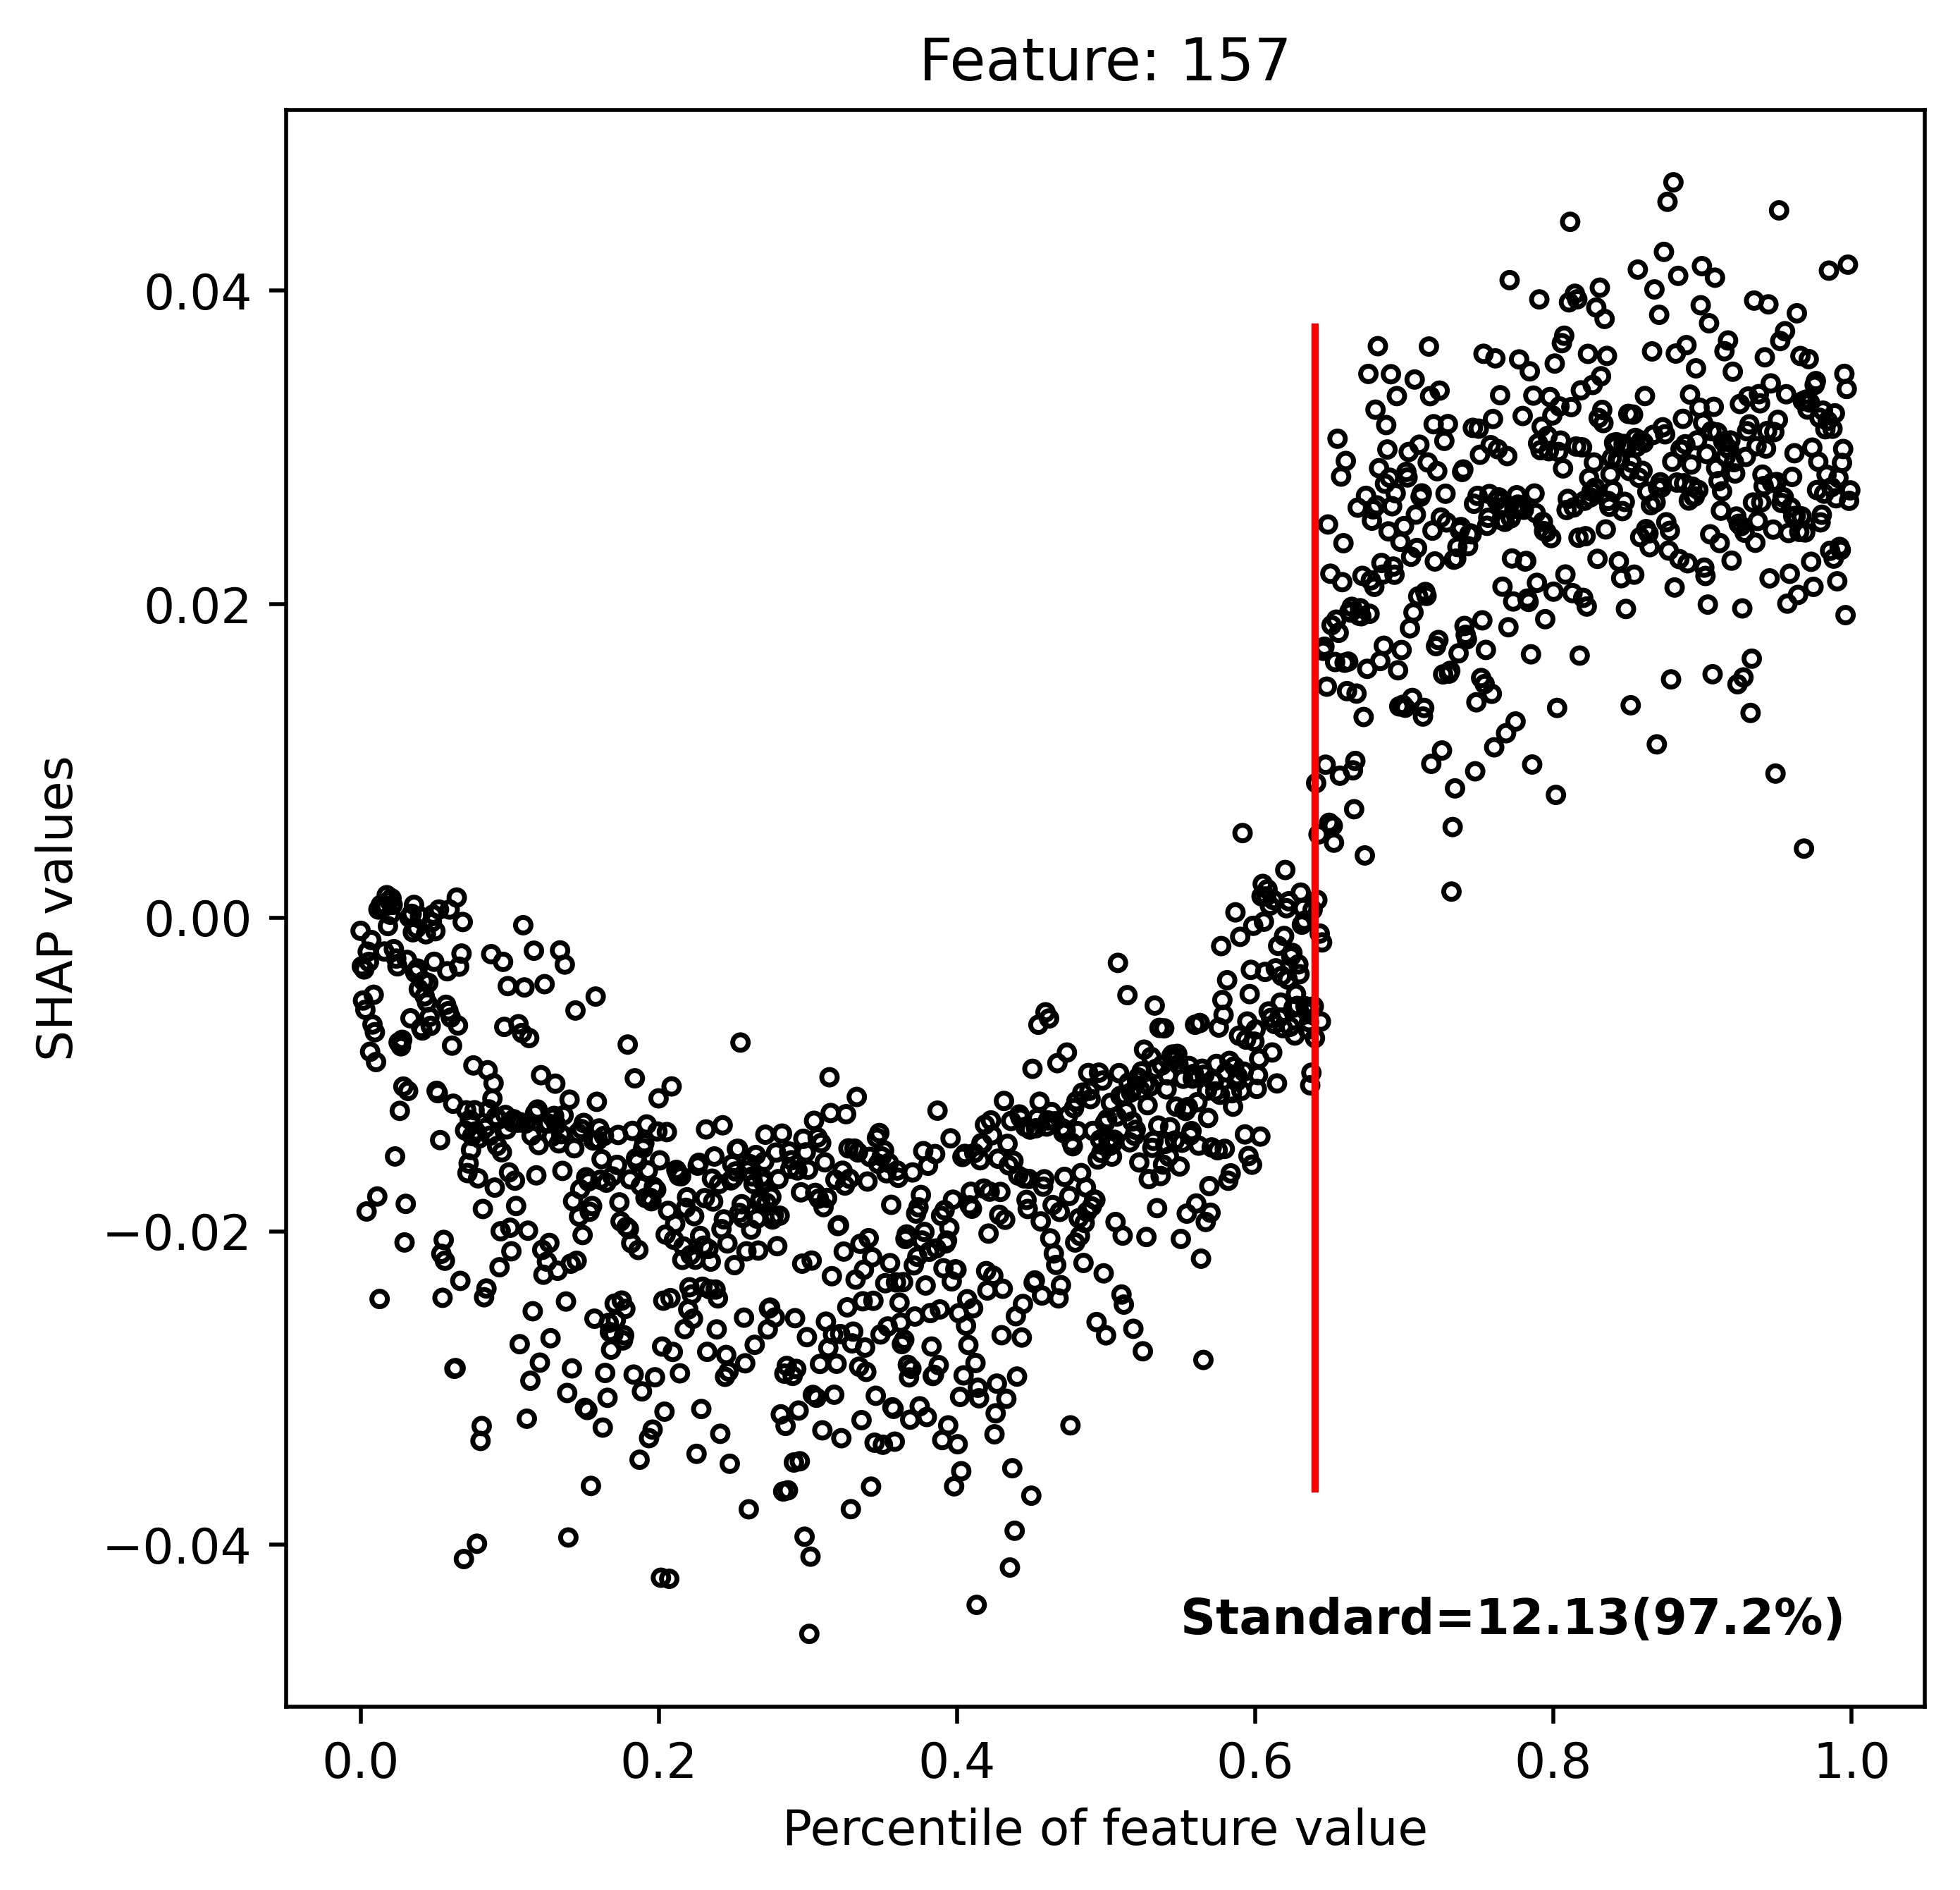 Feature: 157
SHAP values
0.04
0.02
0.00
−0.02
−0.04
Standard=12.13(97.2%)
0.0 0.2 0.4 0.6 0.8 1.0
Percentile of feature value